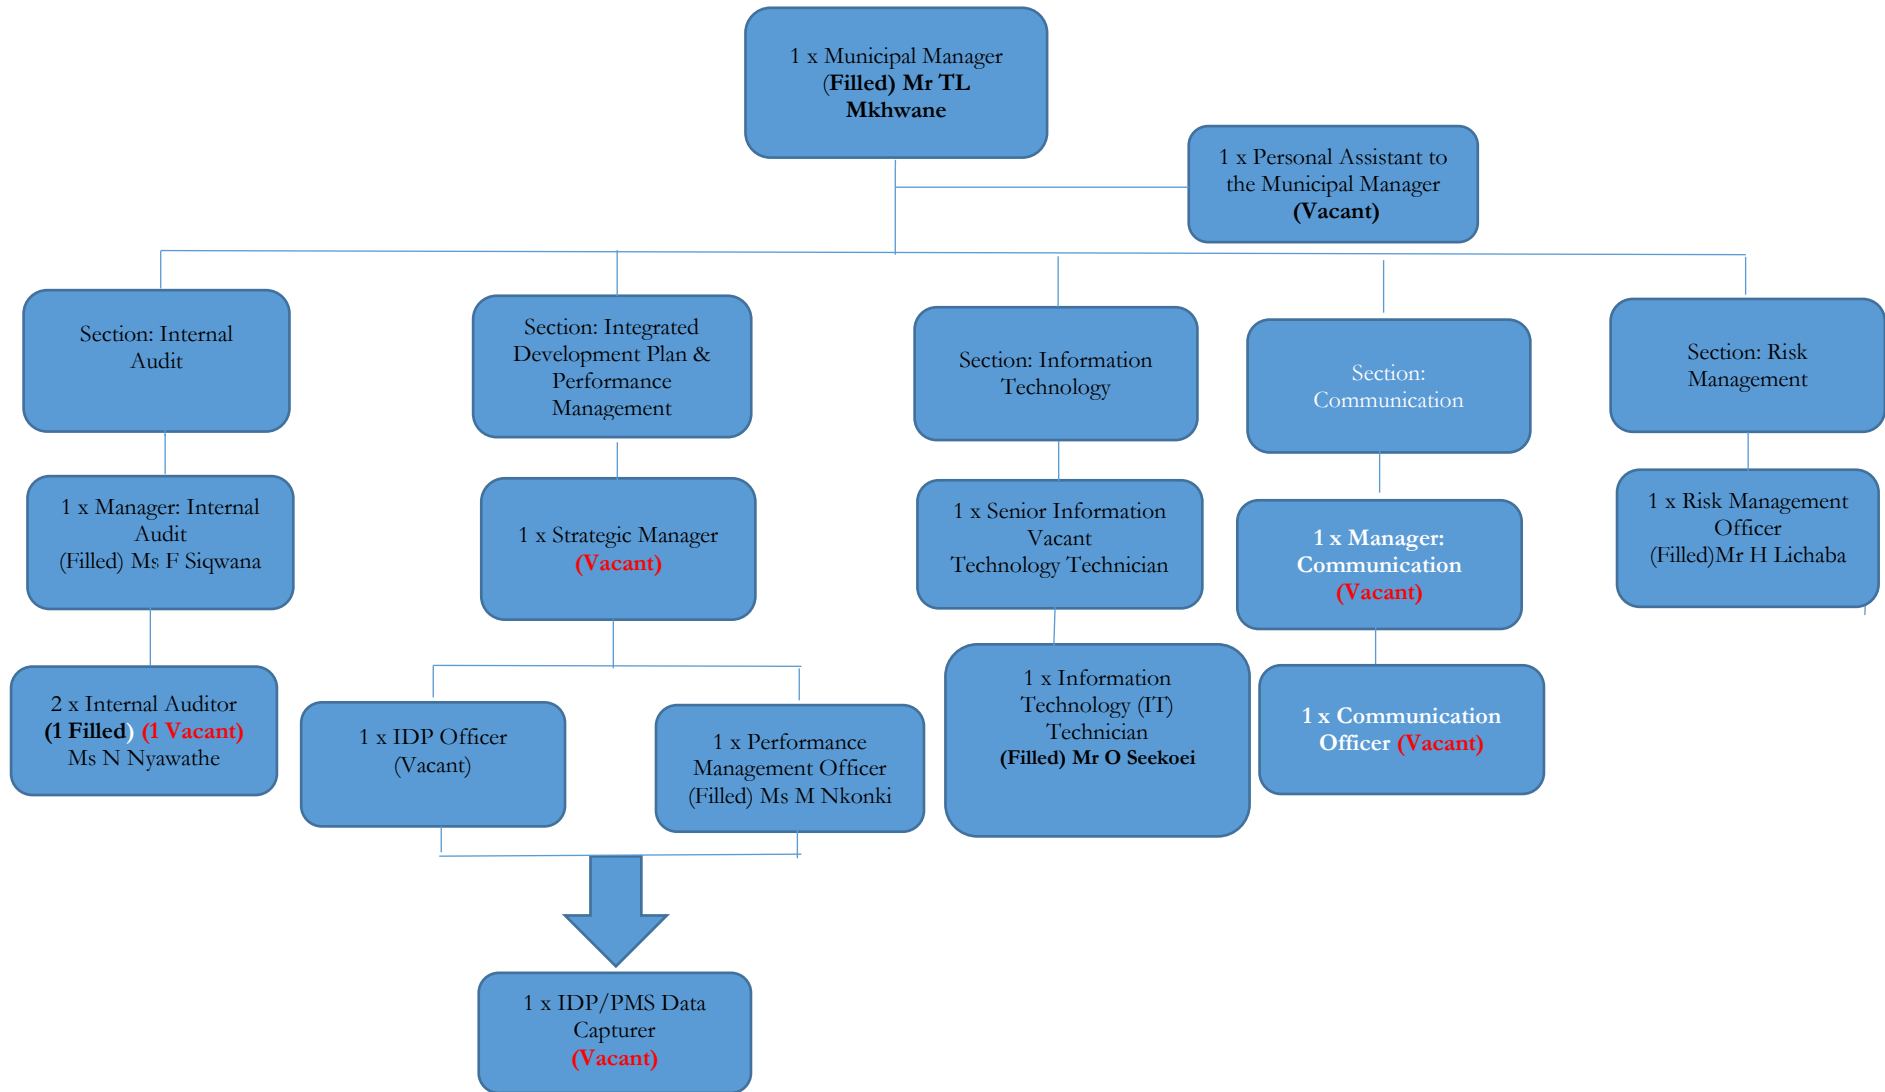 1 x Municipal Manager
(Filled) Mr TL
Mkhwane
1 x Personal Assistant to
the Municipal Manager
(Vacant)
Section: Internal
Audit
Section: Integrated
Development Plan &
Performance
Management
Section: Information
Technology
Section:
Communication
Section: Risk
Management
1 x Manager: Internal
Audit
(Filled) Ms F Siqwana
1 x Strategic Manager
(Vacant)
1 x Senior Information
Vacant
Technology Technician
1 x Manager:
Communication
(Vacant)
1 x Risk Management
Officer
(Filled)Mr H Lichaba
2 x Internal Auditor
(1 Filled) (1 Vacant)
Ms N Nyawathe
1 x IDP Officer
(Vacant)
1 x Performance
Management Officer
(Filled) Ms M Nkonki
1 x Information
Technology (IT)
Technician
(Filled) Mr O Seekoei
1 x Communication
Officer (Vacant)
1 x IDP/PMS Data
Capturer
(Vacant)